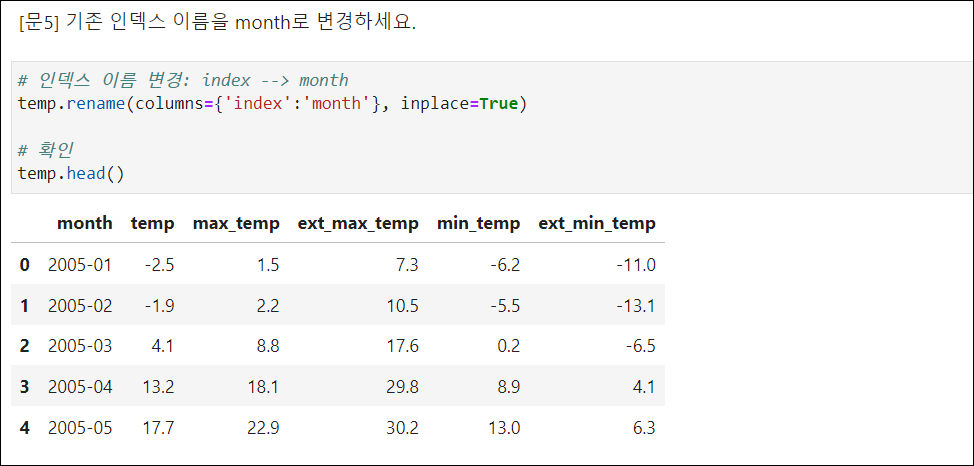 [문5] 기존 인덱스 이름을 month로 변경하세요.
# 인덱스 이름 변경: index --> month
temp.rename(columns={'index':'month'}, inplace=True)
# 확인
temp.head()
month temp max_temp ext_max_temp min_temp ext_min_temp
0 2005-01 -2.5 1.5 7.3 -6.2 -11.0
1 2005-02 -1.9 2.2 10.5 -5.5 -13.1
2 2005-03 4.1 8.8 17.6 0.2 -6.5
3 2005-04 13.2 18.1 29.8 8.9 4.1
4 2005-05 17.7 22.9 30.2 13.0 6.3